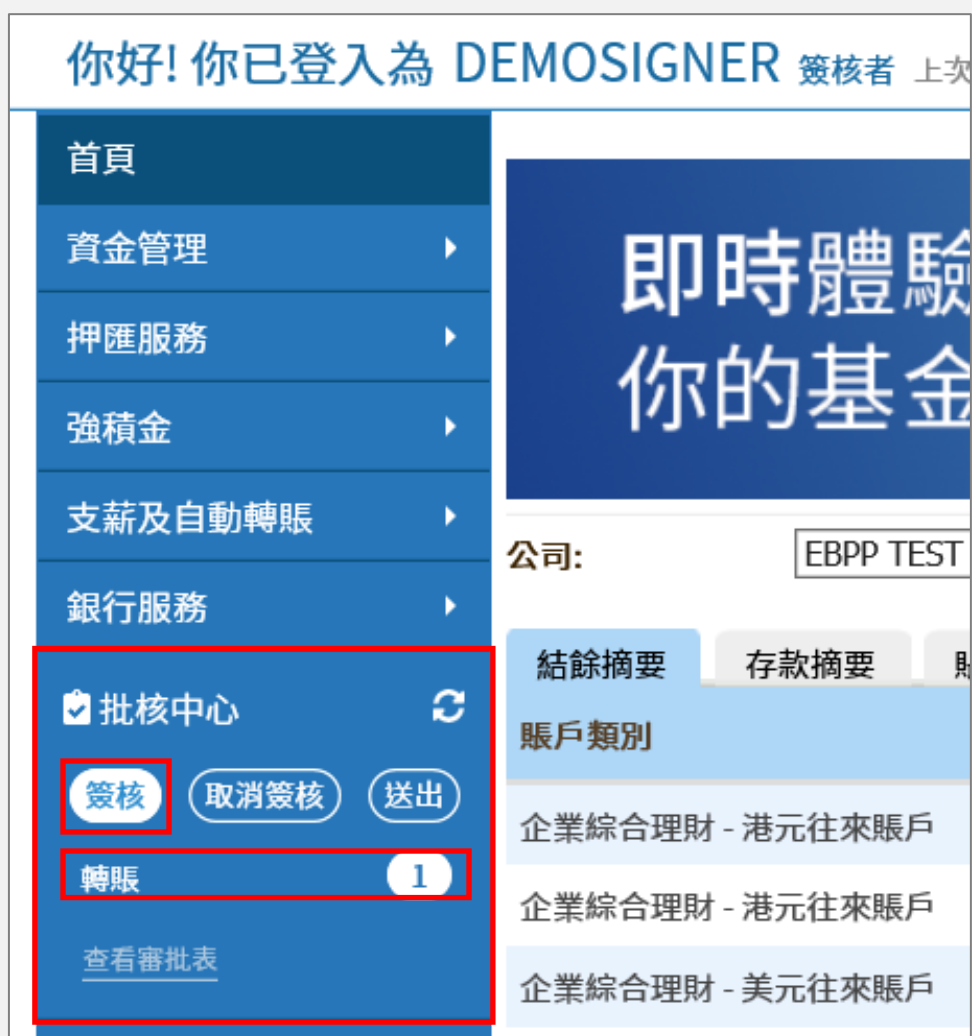 你好! 你已登入為 DEMOSIGNER 簽核者 上次
首頁
資金管理
押匯服務
強積金
支薪及自動轉賬
銀行服務
批核中心
簽核 取消簽核 送出
轉賬 1
查看審批表
即時體驗
你的基金
公司: EBPP TEST
結餘摘要 存款摘要
賬戶類別
企業綜合理財 - 港元往來賬戶
企業綜合理財 - 港元往來賬戶
企業綜合理財 - 美元往來賬戶